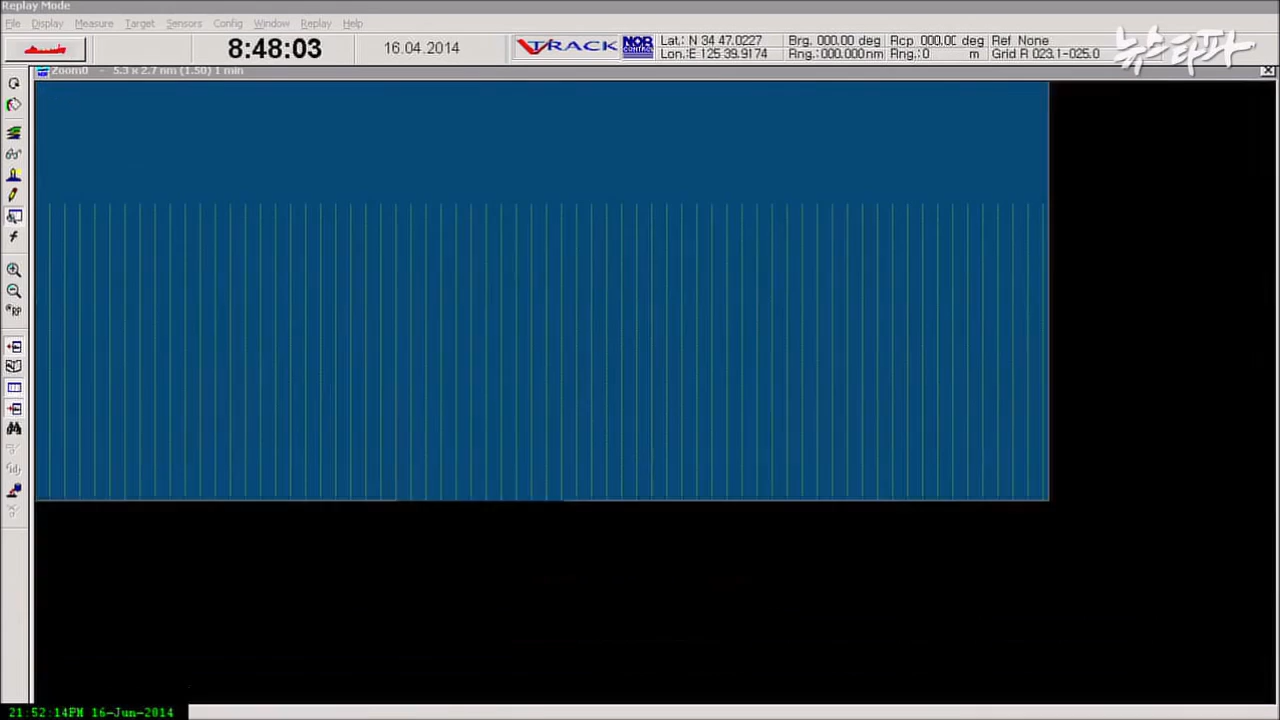 Replay Mode
File Display Measure Target Sensors Config Window Replay Help
8:48:03
16.04.2014
VTRACK
NOR CONTROL
Lat.: N 34 47.0227
Lon.:E 125 39.9174
Brg. 000.00 deg
Rng.:000.000nm
Rcp 000.00 deg
Rng.:0 m
Ref None
Grid R 023.1-025.0
뉴스타파
Zoom0 - 5.3 x 2.7 nm (1.50) 1 min
RP
21:52:14PM 16-Jun-2014